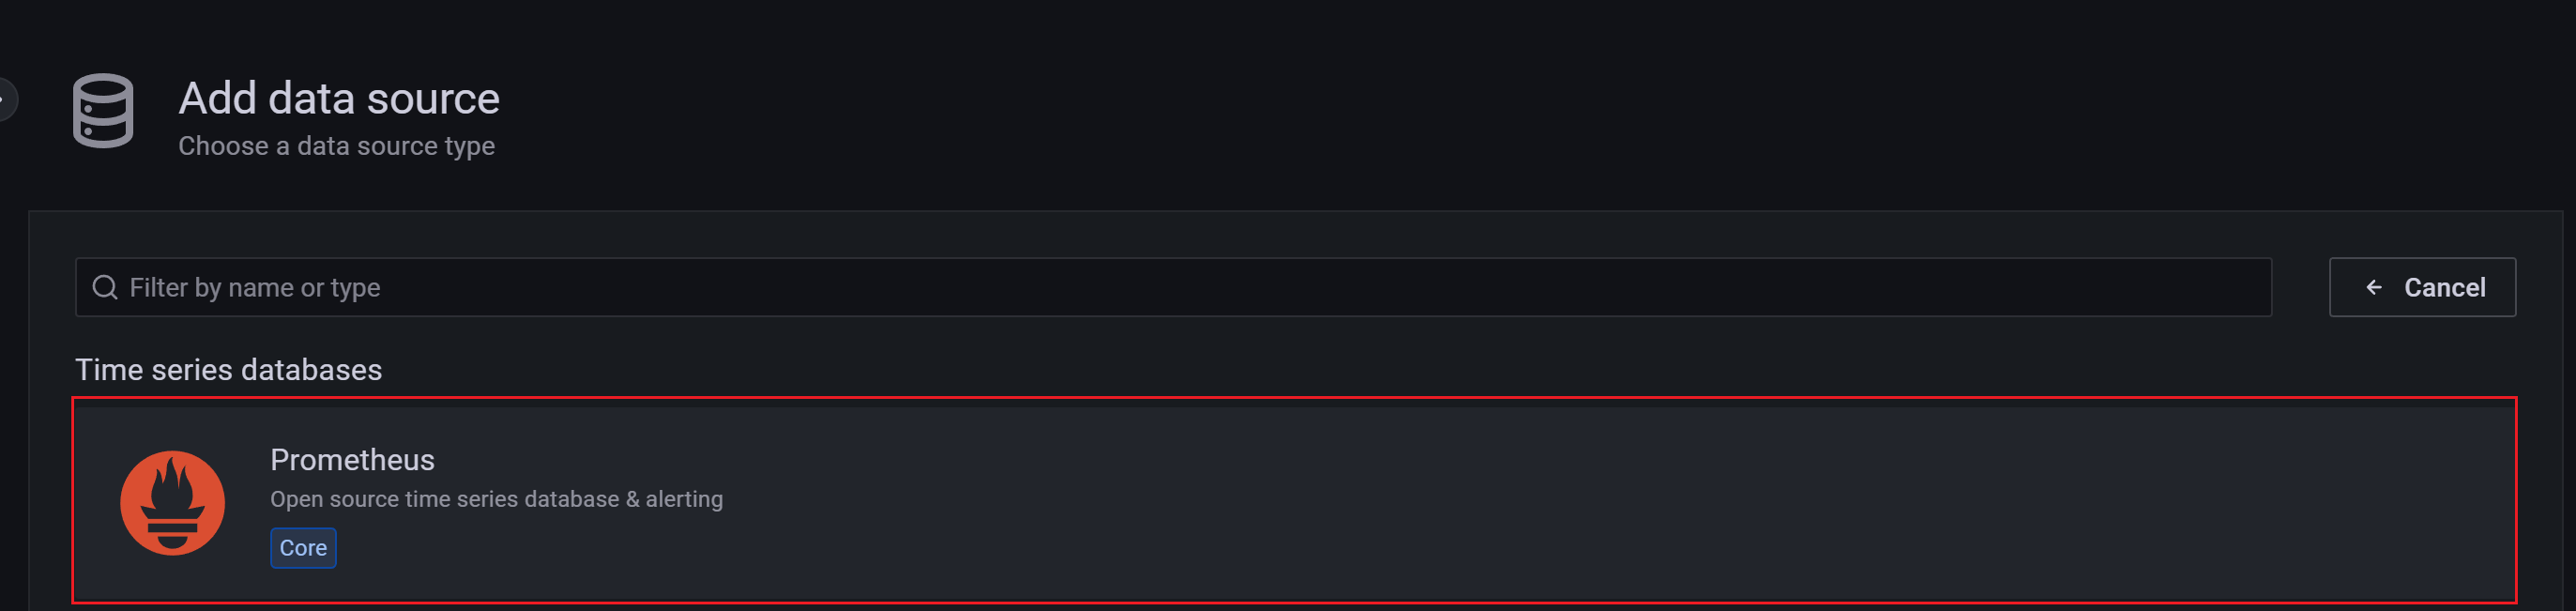 Add data source
Choose a data source type
Filter by name or type
Cancel
Time series databases
Prometheus
Open source time series database & alerting
Core